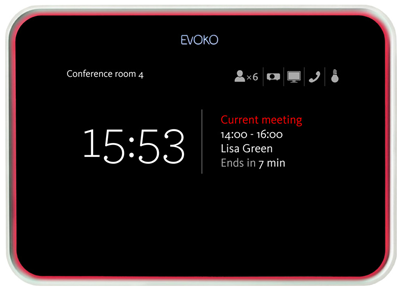 EVOKO
Conference room 4
×6
15:53
Current meeting
14:00 - 16:00
Lisa Green
Ends in 7 min